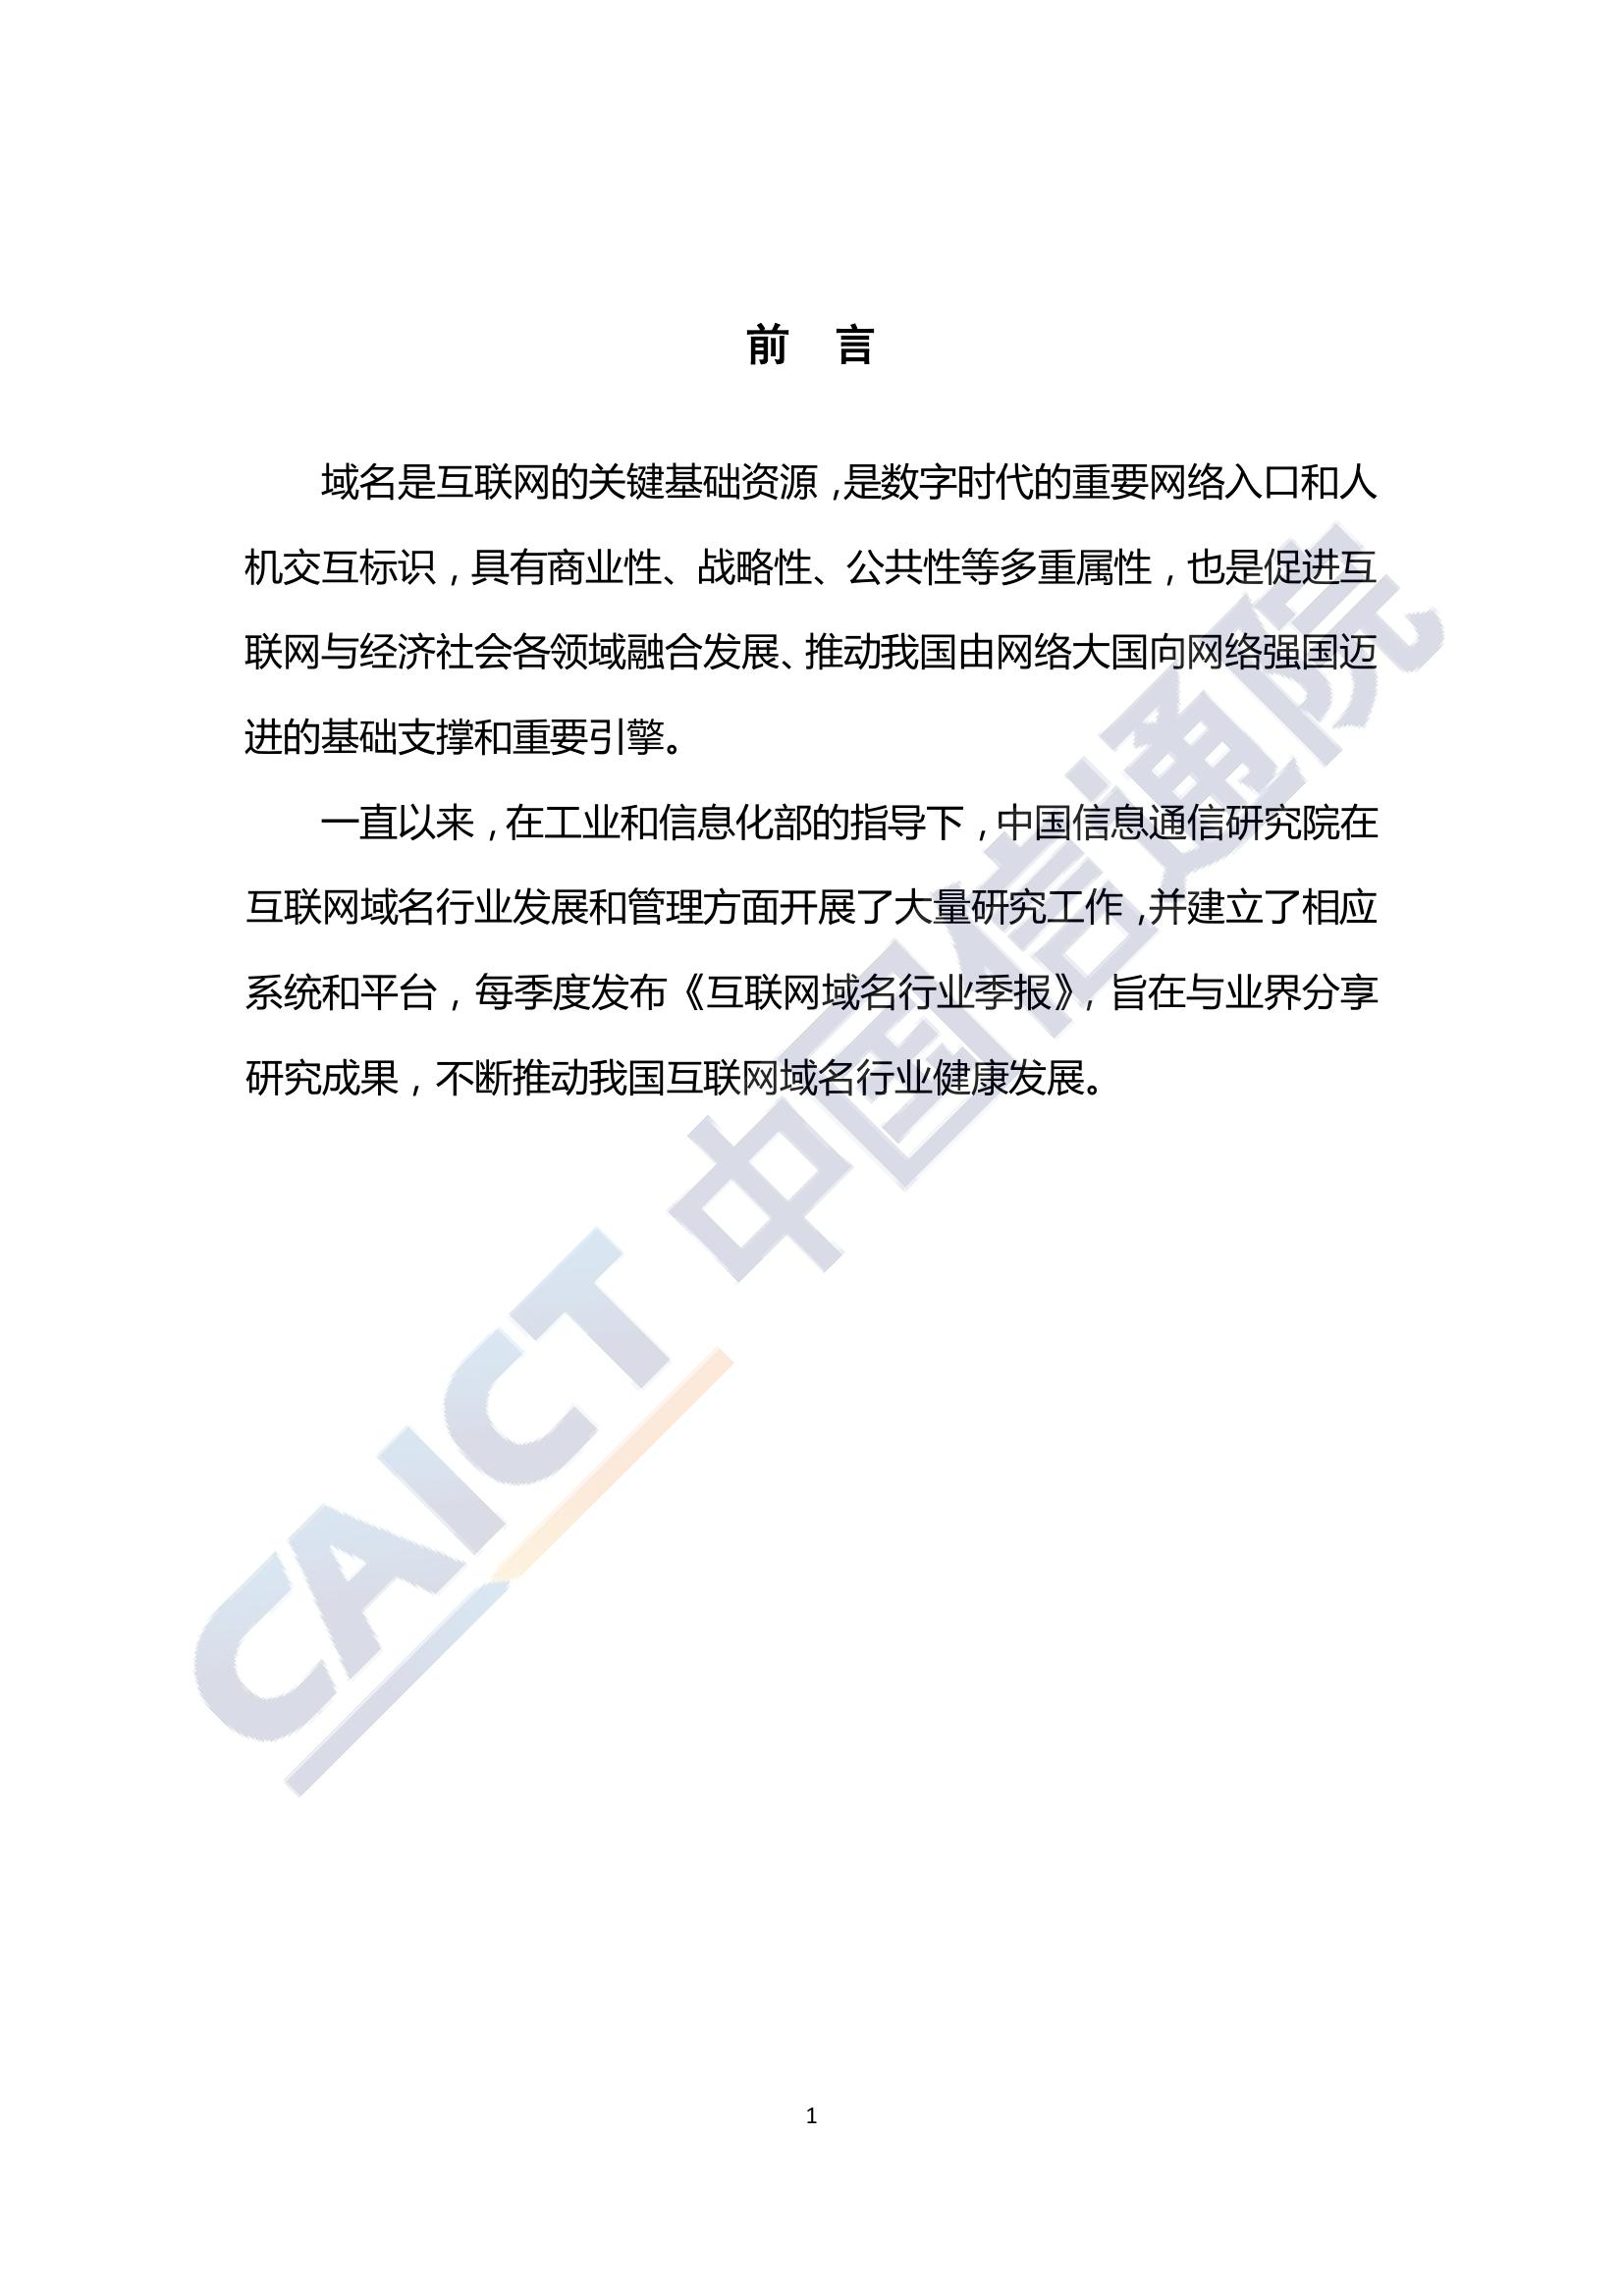 前 言
域名是互联网的关键基础资源，是数字时代的重要网络入口和人
机交互标识，具有商业性、战略性、公共性等多重属性，也是促进互
联网与经济社会各领域融合发展、推动我国由网络大国向网络强国迈
进的基础支撑和重要引擎。
一直以来，在工业和信息化部的指导下，中国信息通信研究院在
互联网域名行业发展和管理方面开展了大量研究工作，并建立了相应
系统和平台，每季度发布《互联网域名行业季报》，旨在与业界分享
研究成果，不断推动我国互联网域名行业健康发展。
CAICT 中国信通院
1